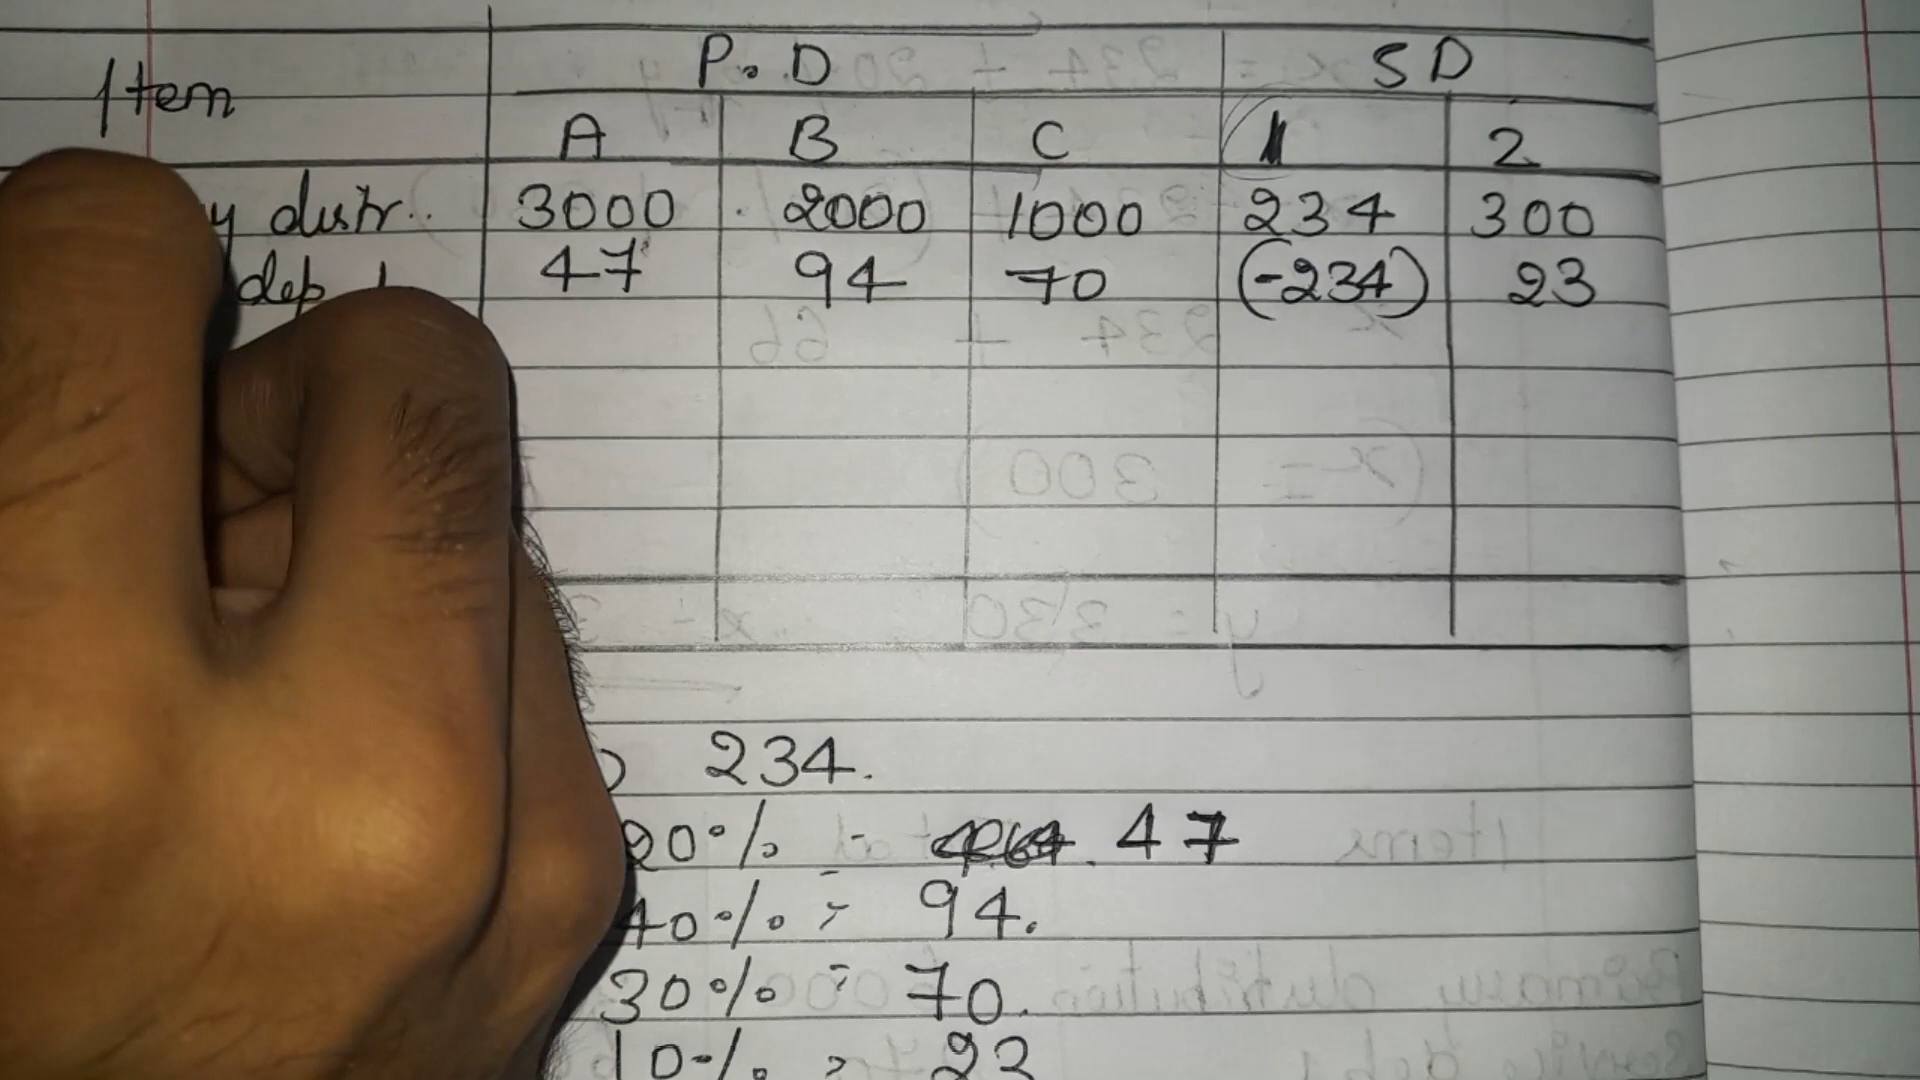 Item P.D SD
A B C 1 2
y distr.. 3000 2000 1000 234 300
dep 47 94 70 (-234) 23
234.
20% - 47
40% = 94.
30% = 70.
10% = 23